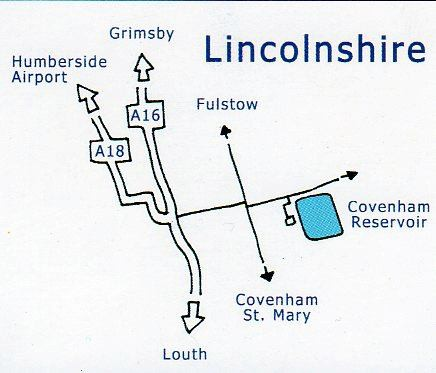 Lincolnshire
Grimsby
Humberside
Airport
Fulstow
A16
A18
Covenham
Reservoir
Covenham
St. Mary
Louth